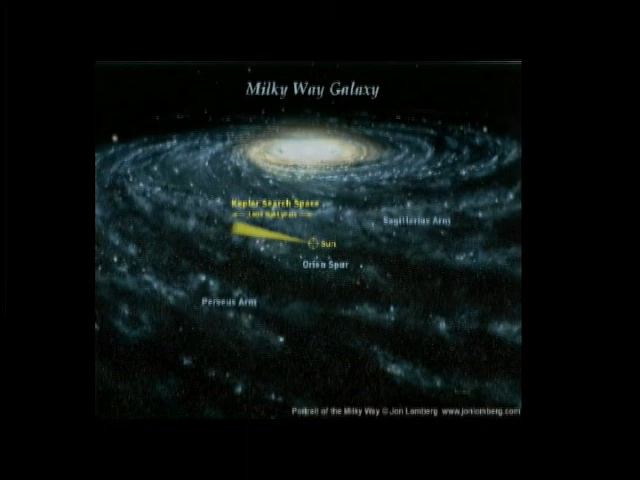 Milky Way Galaxy
Kepler Search Space
Sagittarius Arm
Sun
Orion Spur
Perseus Arm
Portrait of the Milky Way © Jon Lomberg www.jonlomberg.com